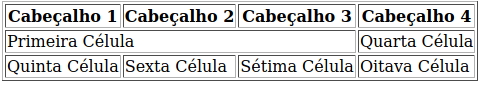 Cabeçalho 1 Cabeçalho 2 Cabeçalho 3 Cabeçalho 4
Primeira Célula Quarta Célula
Quinta Célula Sexta Célula Sétima Célula Oitava Célula